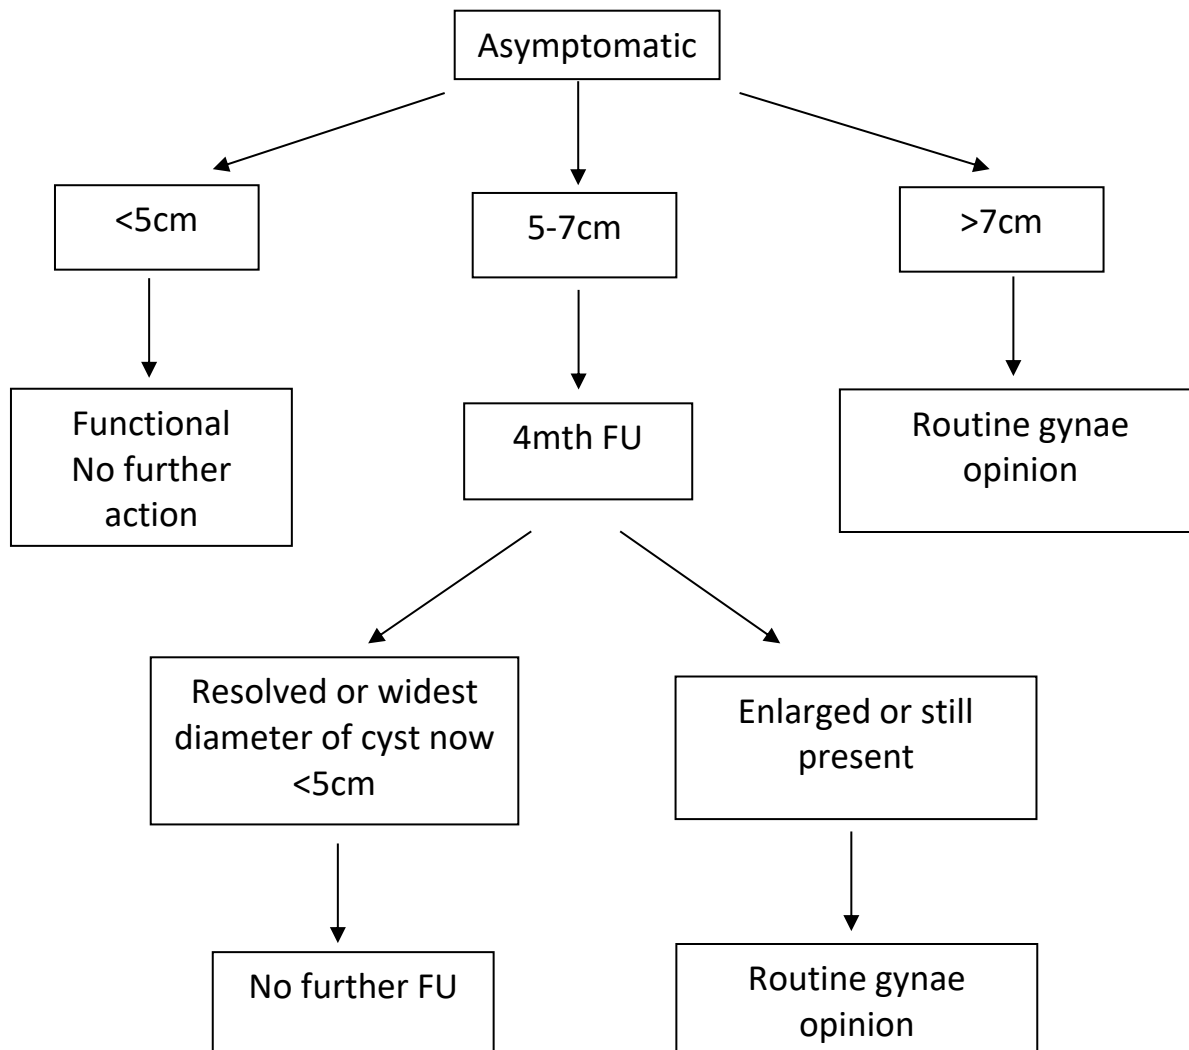 Asymptomatic
<5cm
5-7cm
>7cm
Functional
No further
action
4mth FU
Routine gynae
opinion
Resolved or widest
diameter of cyst now
<5cm
Enlarged or still
present
No further FU
Routine gynae
opinion